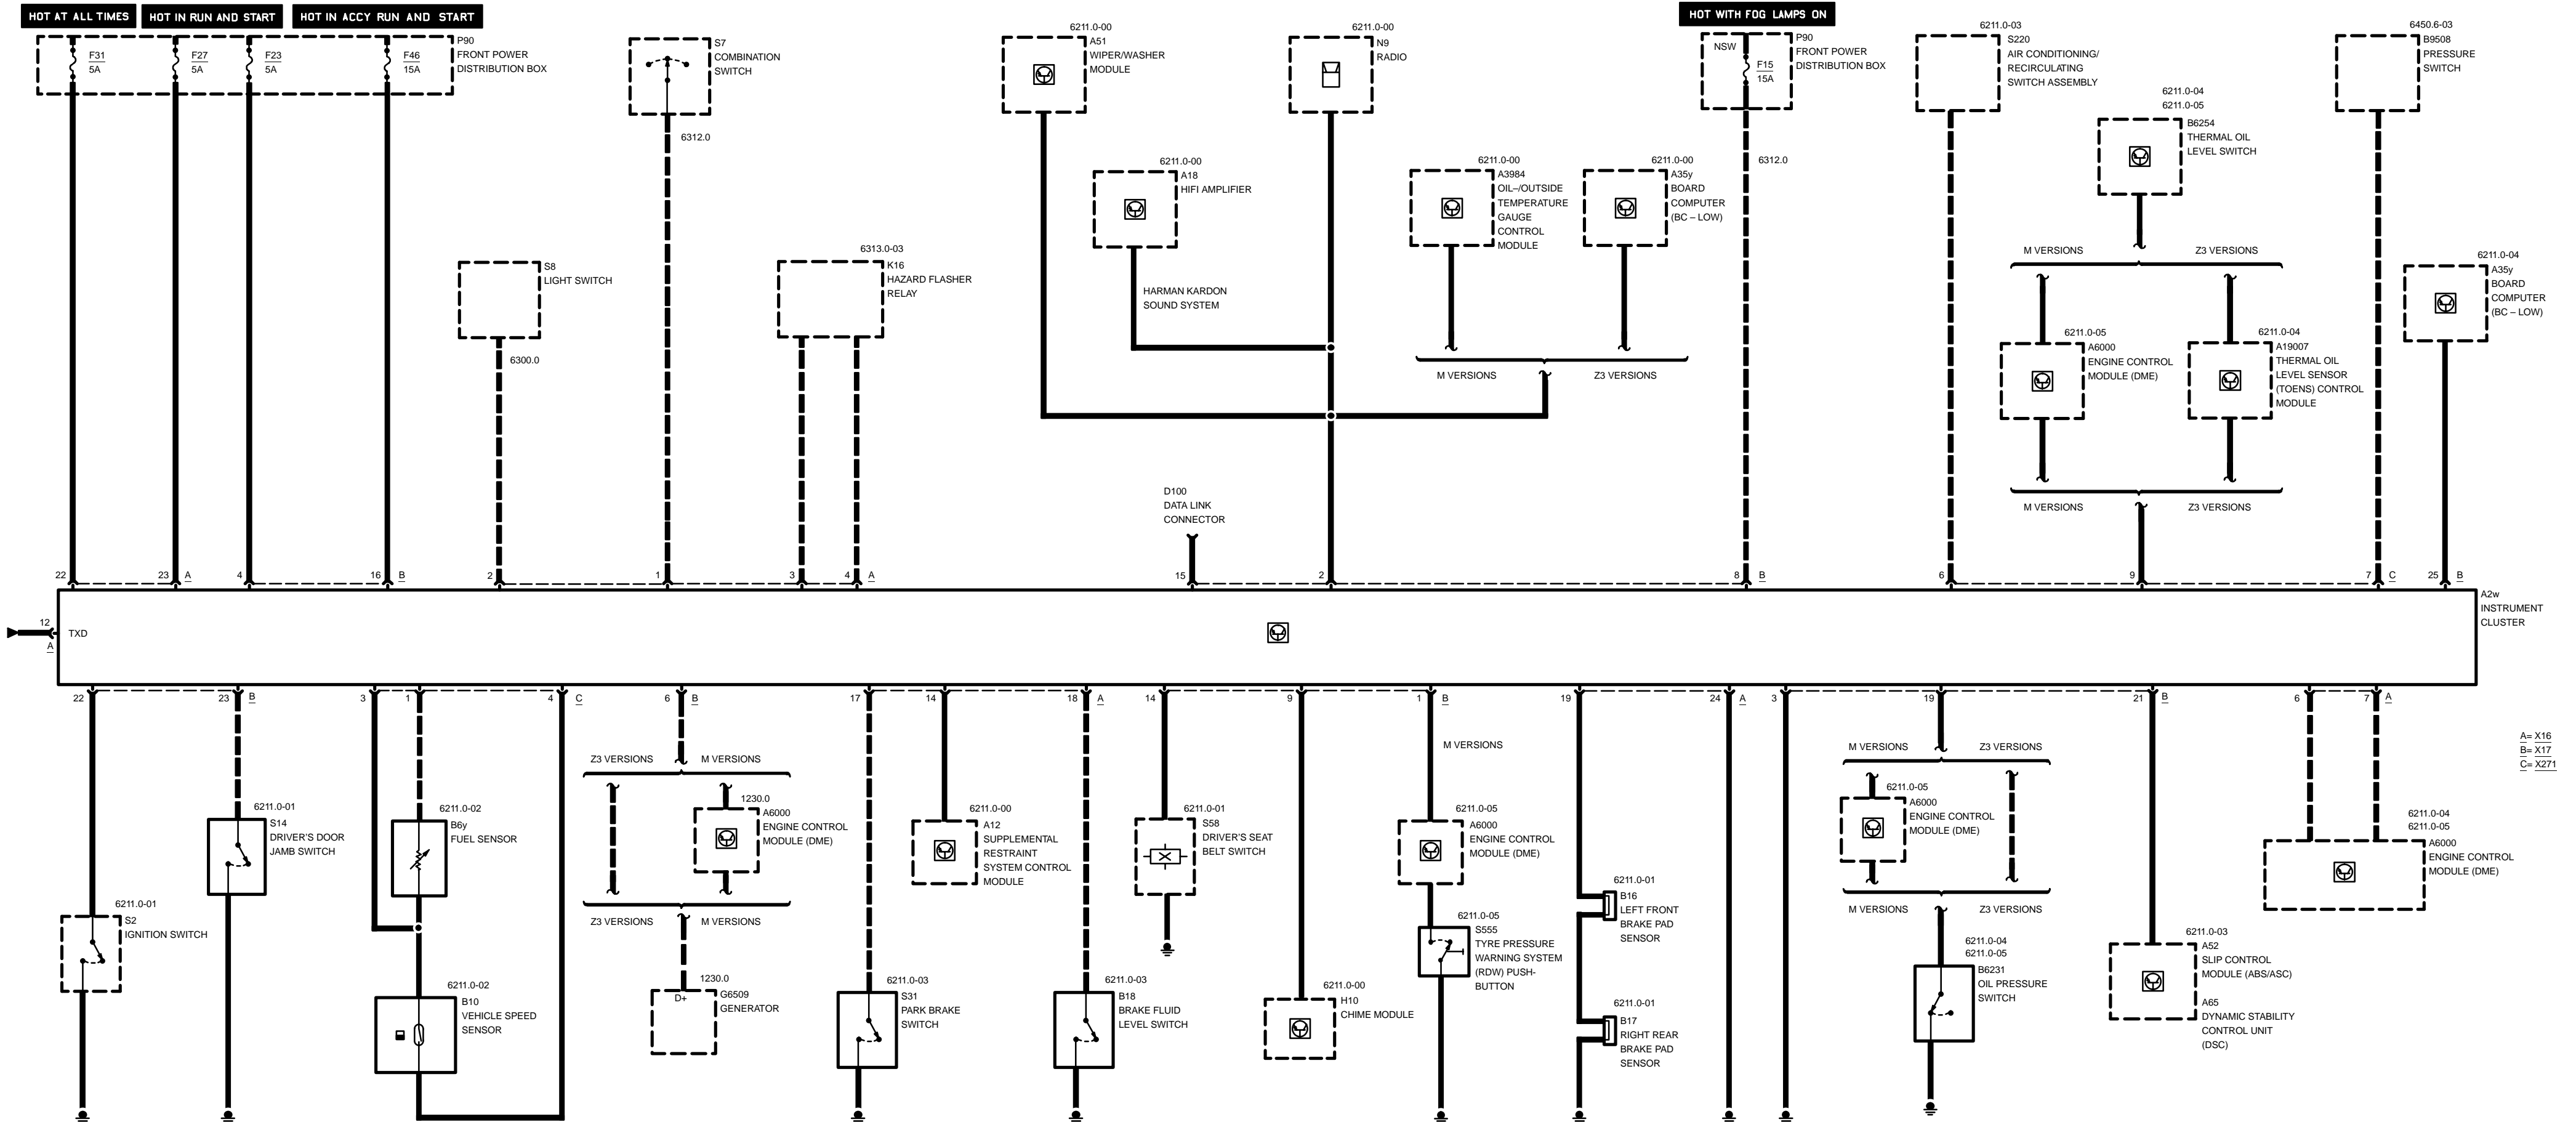 HOT AT ALL TIMES
HOT IN RUN AND START
HOT IN ACCY RUN AND START
F31
5A
F27
5A
F23
5A
F46
15A
P90
FRONT POWER
DISTRIBUTION BOX
S7
COMBINATION
SWITCH
6312.0
S8
LIGHT SWITCH
6300.0
6313.0-03
K16
HAZARD FLASHER
RELAY
6211.0-00
A51
WIPER/WASHER
MODULE
6211.0-00
A18
HIFI AMPLIFIER
HARMAN KARDON
SOUND SYSTEM
6211.0-00
N9
RADIO
D100
DATA LINK
CONNECTOR
6211.0-00
A3984
OIL–/OUTSIDE
TEMPERATURE
GAUGE
CONTROL
MODULE
6211.0-00
A35y
BOARD
COMPUTER
(BC – LOW)
M VERSIONS
Z3 VERSIONS
HOT WITH FOG LAMPS ON
NSW
F15
15A
P90
FRONT POWER
DISTRIBUTION BOX
6312.0
6211.0-03
S220
AIR CONDITIONING/
RECIRCULATING
SWITCH ASSEMBLY
6211.0-04
6211.0-05
B6254
THERMAL OIL
LEVEL SWITCH
M VERSIONS
Z3 VERSIONS
6211.0-05
A6000
ENGINE CONTROL
MODULE (DME)
6211.0-04
A19007
THERMAL OIL
LEVEL SENSOR
(TOENS) CONTROL
MODULE
M VERSIONS
Z3 VERSIONS
6450.6-03
B9508
PRESSURE
SWITCH
6211.0-04
A35y
BOARD
COMPUTER
(BC – LOW)
22
23
A
4
16
B
2
1
3
4
A
15
2
8
B
6
9
7
C
25
B
12
A
TXD
A2w
INSTRUMENT
CLUSTER
22
23
B
3
1
4
C
6
B
17
14
18
A
14
9
1
B
19
24
A
3
19
21
B
6
7
A
A= X16
B= X17
C= X271
6211.0-01
S2
IGNITION SWITCH
6211.0-01
S14
DRIVER'S DOOR
JAMB SWITCH
6211.0-02
B6y
FUEL SENSOR
6211.0-02
B10
VEHICLE SPEED
SENSOR
Z3 VERSIONS
M VERSIONS
1230.0
A6000
ENGINE CONTROL
MODULE (DME)
Z3 VERSIONS
M VERSIONS
1230.0
D+
G6509
GENERATOR
6211.0-03
S31
PARK BRAKE
SWITCH
6211.0-00
A12
SUPPLEMENTAL
RESTRAINT
SYSTEM CONTROL
MODULE
6211.0-03
B18
BRAKE FLUID
LEVEL SWITCH
6211.0-01
S58
DRIVER'S SEAT
BELT SWITCH
6211.0-00
H10
CHIME MODULE
M VERSIONS
6211.0-05
A6000
ENGINE CONTROL
MODULE (DME)
6211.0-05
S555
TYRE PRESSURE
WARNING SYSTEM
(RDW) PUSH-
BUTTON
6211.0-01
B16
LEFT FRONT
BRAKE PAD
SENSOR
6211.0-01
B17
RIGHT REAR
BRAKE PAD
SENSOR
M VERSIONS
Z3 VERSIONS
6211.0-05
A6000
ENGINE CONTROL
MODULE (DME)
M VERSIONS
Z3 VERSIONS
6211.0-04
6211.0-05
B6231
OIL PRESSURE
SWITCH
6211.0-03
A52
SLIP CONTROL
MODULE (ABS/ASC)
A65
DYNAMIC STABILITY
CONTROL UNIT
(DSC)
6211.0-04
6211.0-05
A6000
ENGINE CONTROL
MODULE (DME)